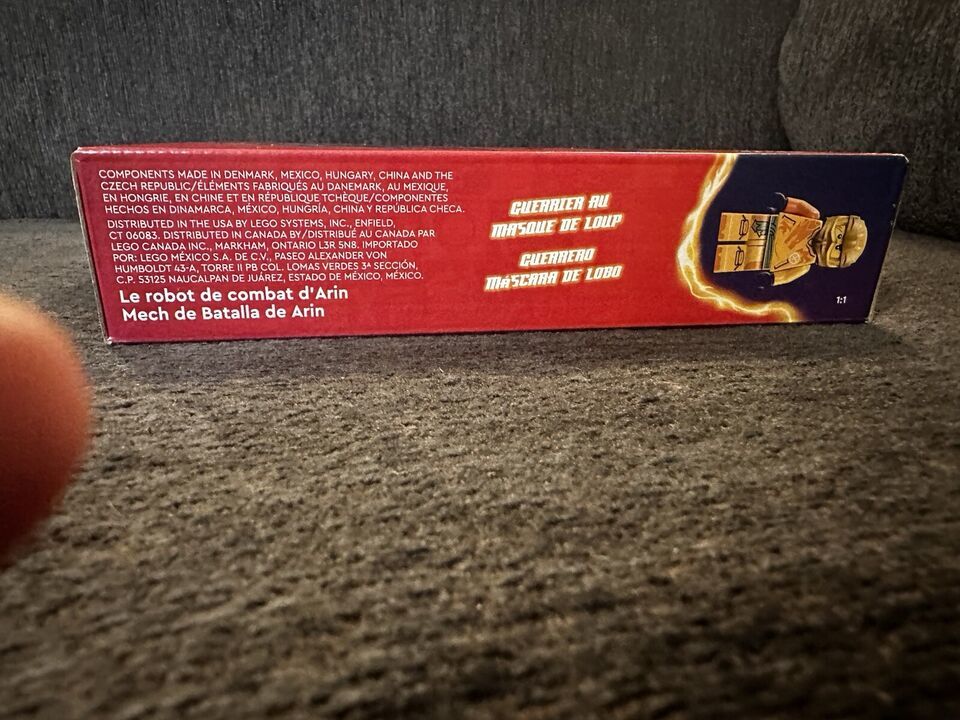 COMPONENTS MADE IN DENMARK, MEXICO, HUNGARY, CHINA AND THE
CZECH REPUBLIC/ÉLÉMENTS FABRIQUÉS AU DANEMARK, AU MEXIQUE,
EN HONGRIE, EN CHINE ET EN RÉPUBLIQUE TCHÈQUE/COMPONENTES
HECHOS EN DINAMARCA, MÉXICO, HUNGRÍA, CHINA Y REPÚBLICA CHECA.
DISTRIBUTED IN THE USA BY LEGO SYSTEMS, INC., ENFIELD,
CT 06083. DISTRIBUTED IN CANADA BY/DISTRIBUÉ AU CANADA PAR
LEGO CANADA INC., MARKHAM, ONTARIO L3R 5N8. IMPORTADO
POR: LEGO MÉXICO S.A. DE C.V., PASEO ALEXANDER VON
HUMBOLDT 43-A, TORRE II PB COL. LOMAS VERDES 3ª SECCIÓN,
C.P. 53125 NAUCALPAN DE JUÁREZ, ESTADO DE MÉXICO, MÉXICO.
Le robot de combat d'Arin
Mech de Batalla de Arin
GUERRIER AU
MASQUE DE LOUP
GUERRERO
MÁSCARA DE LOBO
1:1